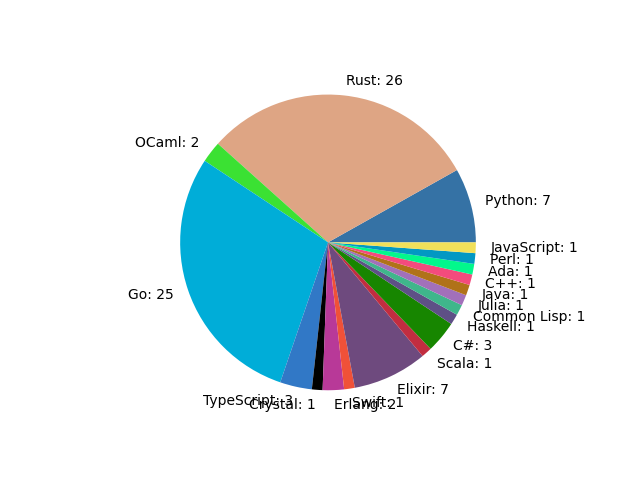 Rust: 26
OCaml: 2
Python: 7
JavaScript: 1
Perl: 1
Ada: 1
C++: 1
Go: 25
Java: 1
Julia: 1
Common Lisp: 1
Haskell: 1
C#: 3
Scala: 1
Elixir: 7
TypeScript: 3
Crystal: 1
Erlang: 2
Swift: 1